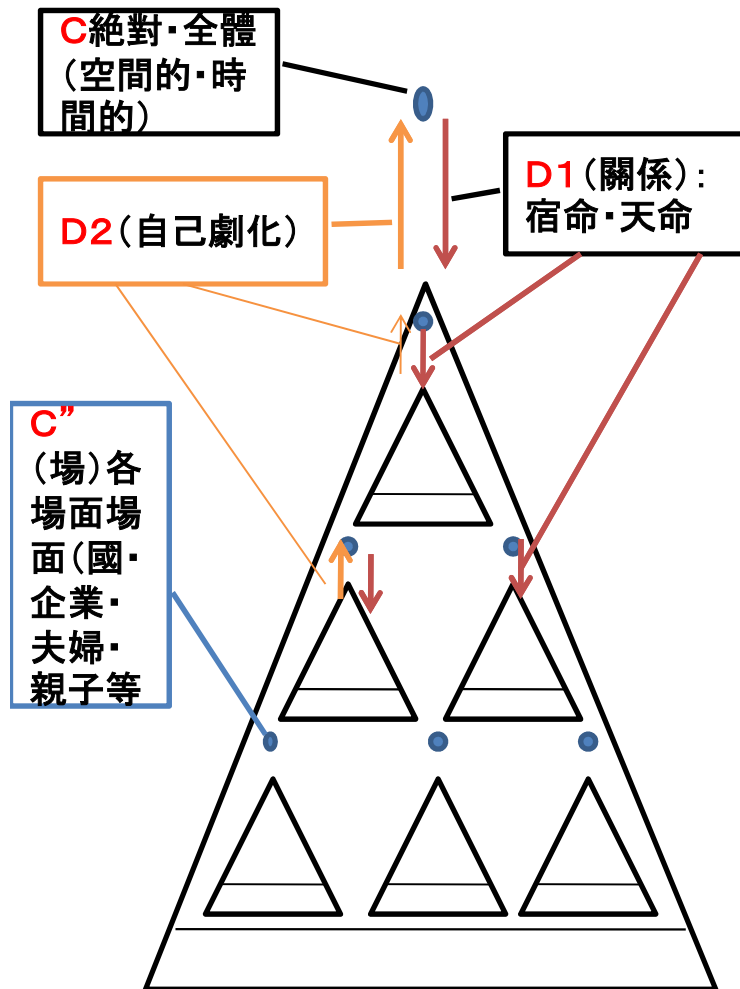 C絶對・全體
(空間的・時
間的)
D1(關係):
宿命・天命
D2(自己劇化)
C”
(場)各
場面場
面(國・
企業・
夫婦・
親子等